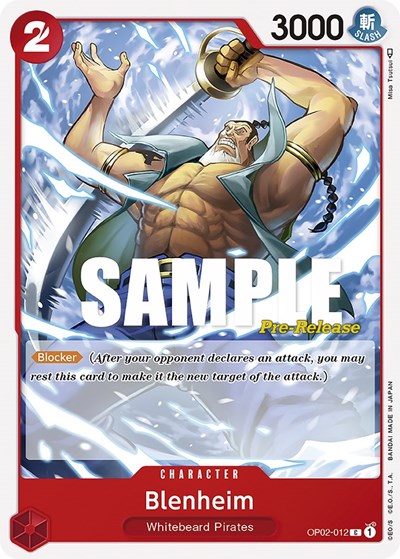 2
3000
斬
SLASH
Misa Tsutsui
SAMPLE
Pre-Release
Blocker (After your opponent declares an attack, you may
rest this card to make it the new target of the attack.)
CHARACTER
Blenheim
Whitebeard Pirates
OP02-012 C 1
©EO/S ©E.O./S., T.A. BANDAI MADE IN JAPAN